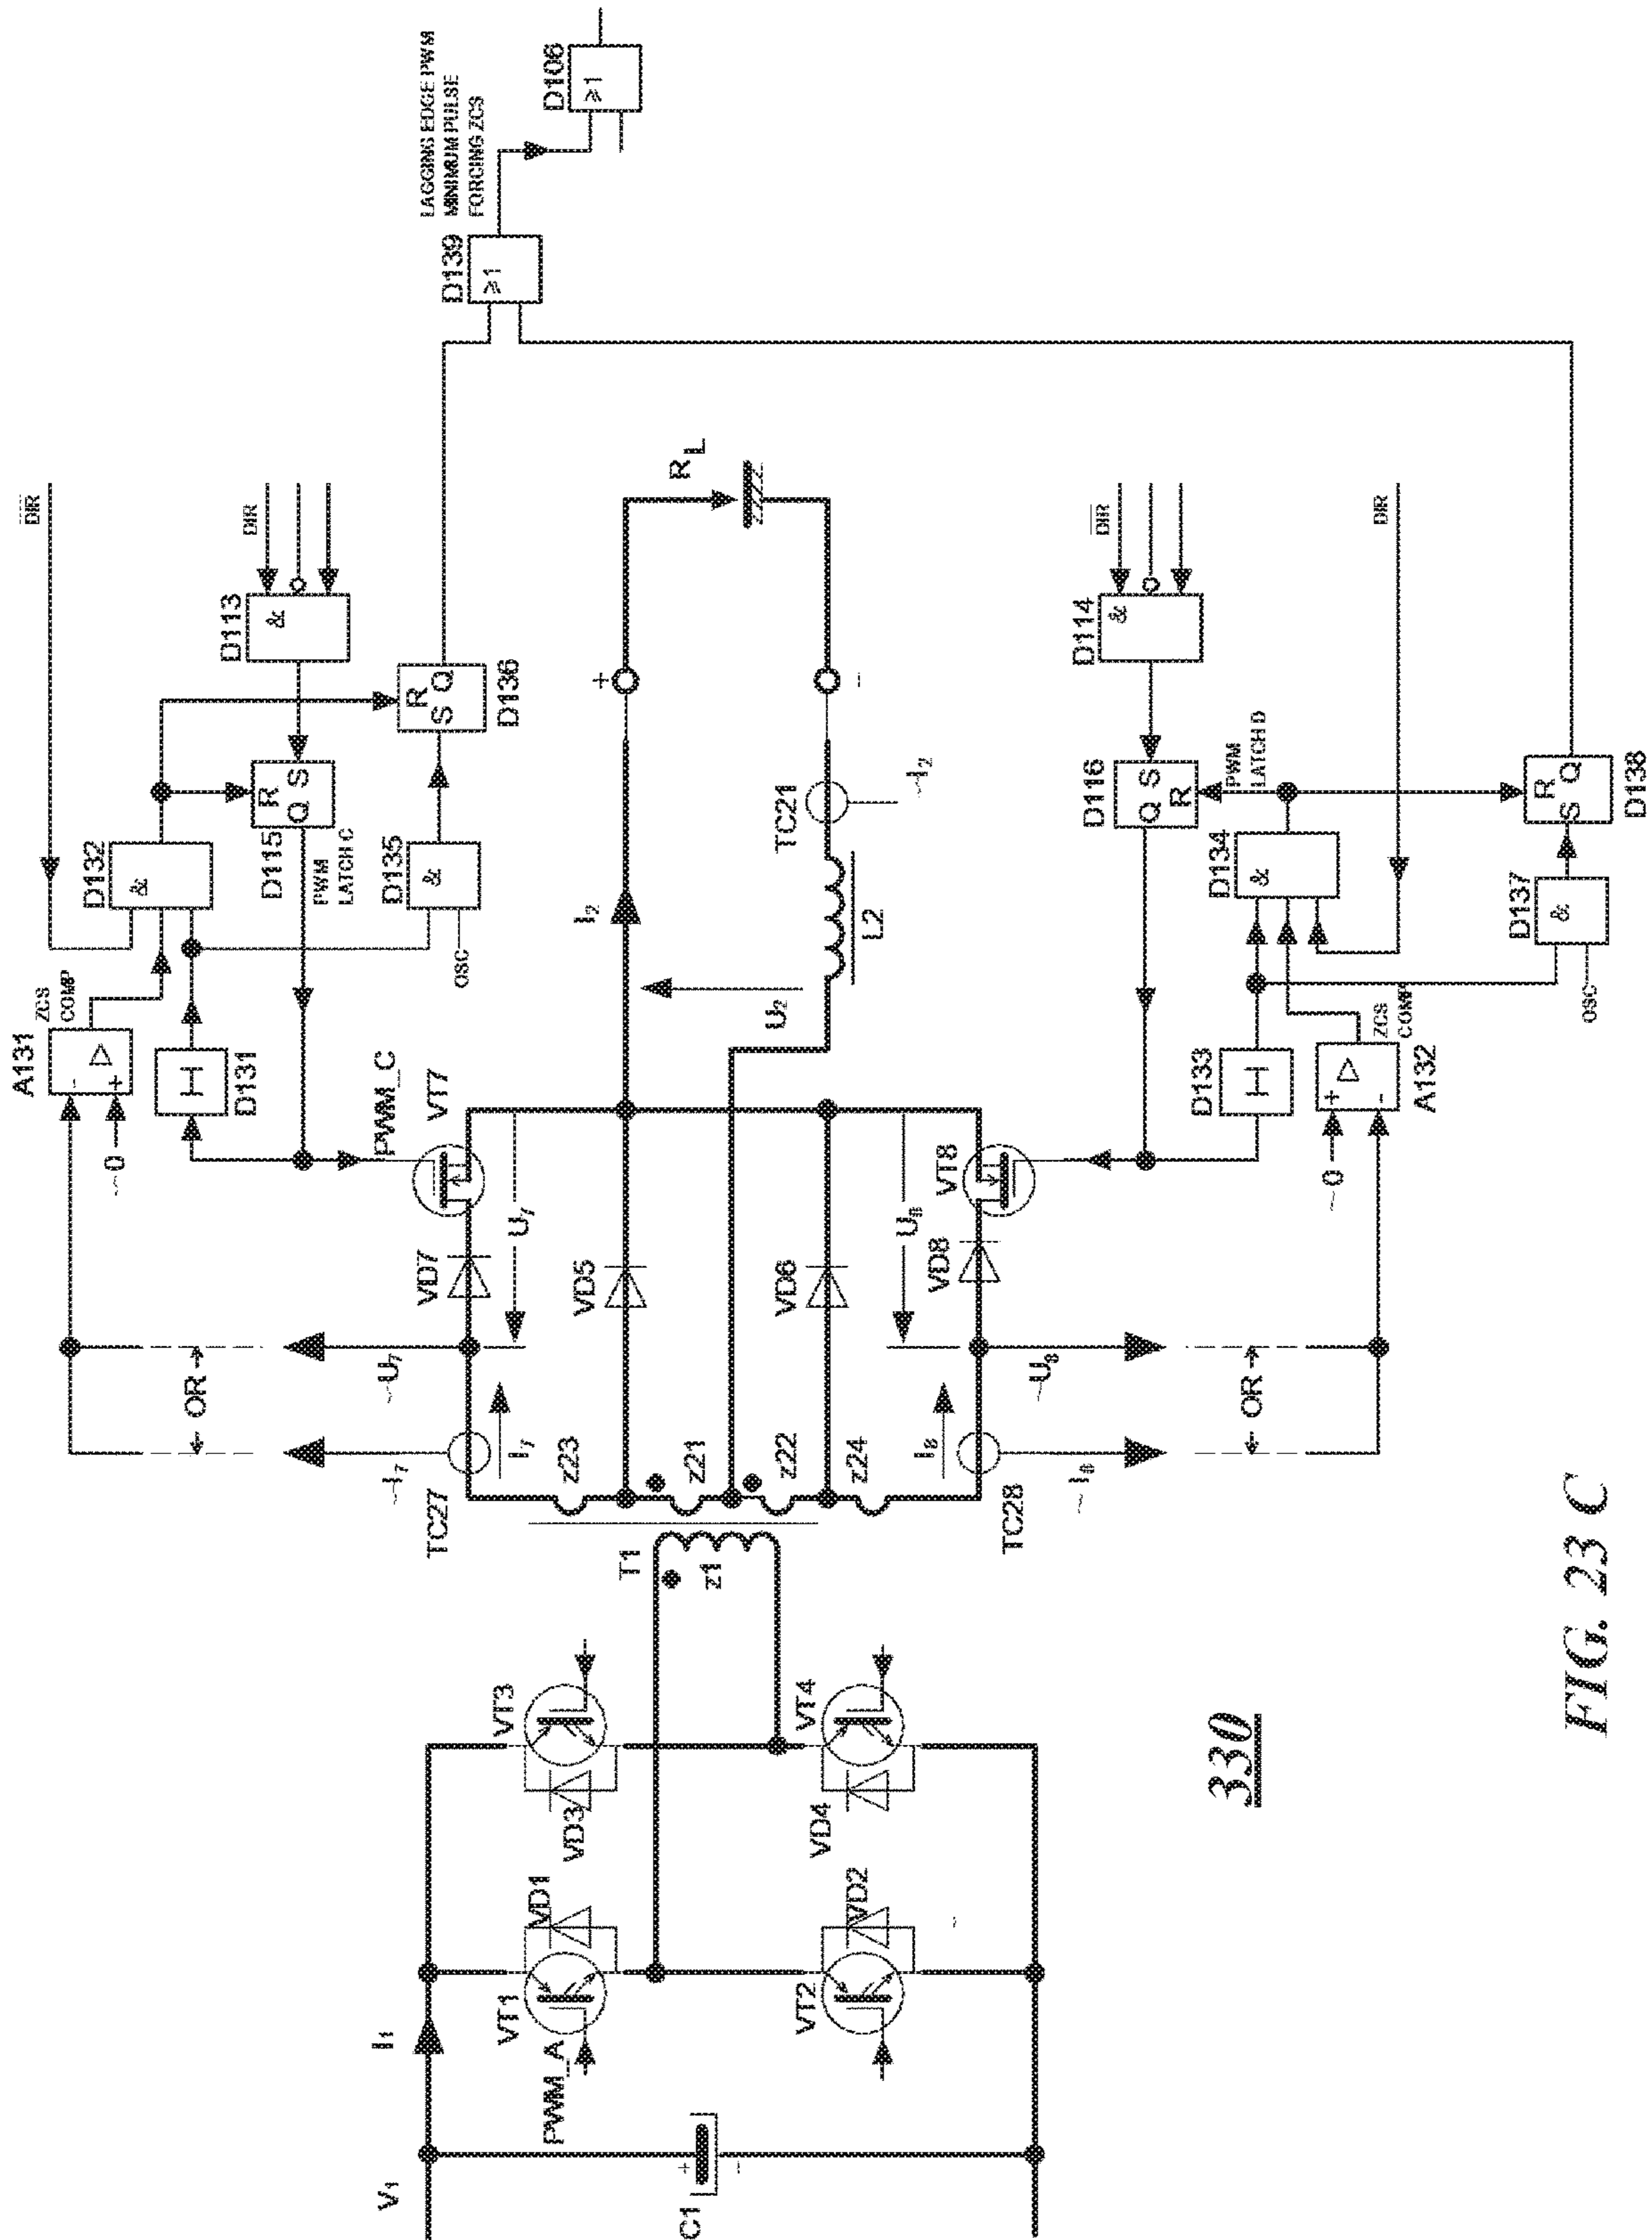 LAGGING EDGE PWM
MINIMUM PULSE
FORCING ZCS
D106
≥1
D139
≥1
DIR
DIR
D113
&
D136
R
S Q
D132
&
D115
R
Q S
PWM
LATCH C
D135
&
OSC
A131
ZCS
COMP
-
+
Δ
~0
D131
PWM_C
VT7
VD7
U7
~U7
OR
~I7
I7
TC27
z23
VD5
z21
z22
VD6
z24
I8
TC28
~I8
OR
~U8
U8
VD8
VT8
I2
U2
L2
TC21
~I2
+
-
RL
DIR
D114
&
D116
Q S
R
PWM
LATCH D
DIR
D134
&
D138
R
S Q
D137
&
OSC
D133
ZCS
COMP
A132
+
-
Δ
~0
T1
z1
VT3
VD3
VT4
VD4
VD1
VT1
PWM_A
VD2
VT2
I1
V1
C1
+
-
330
FIG. 23 C